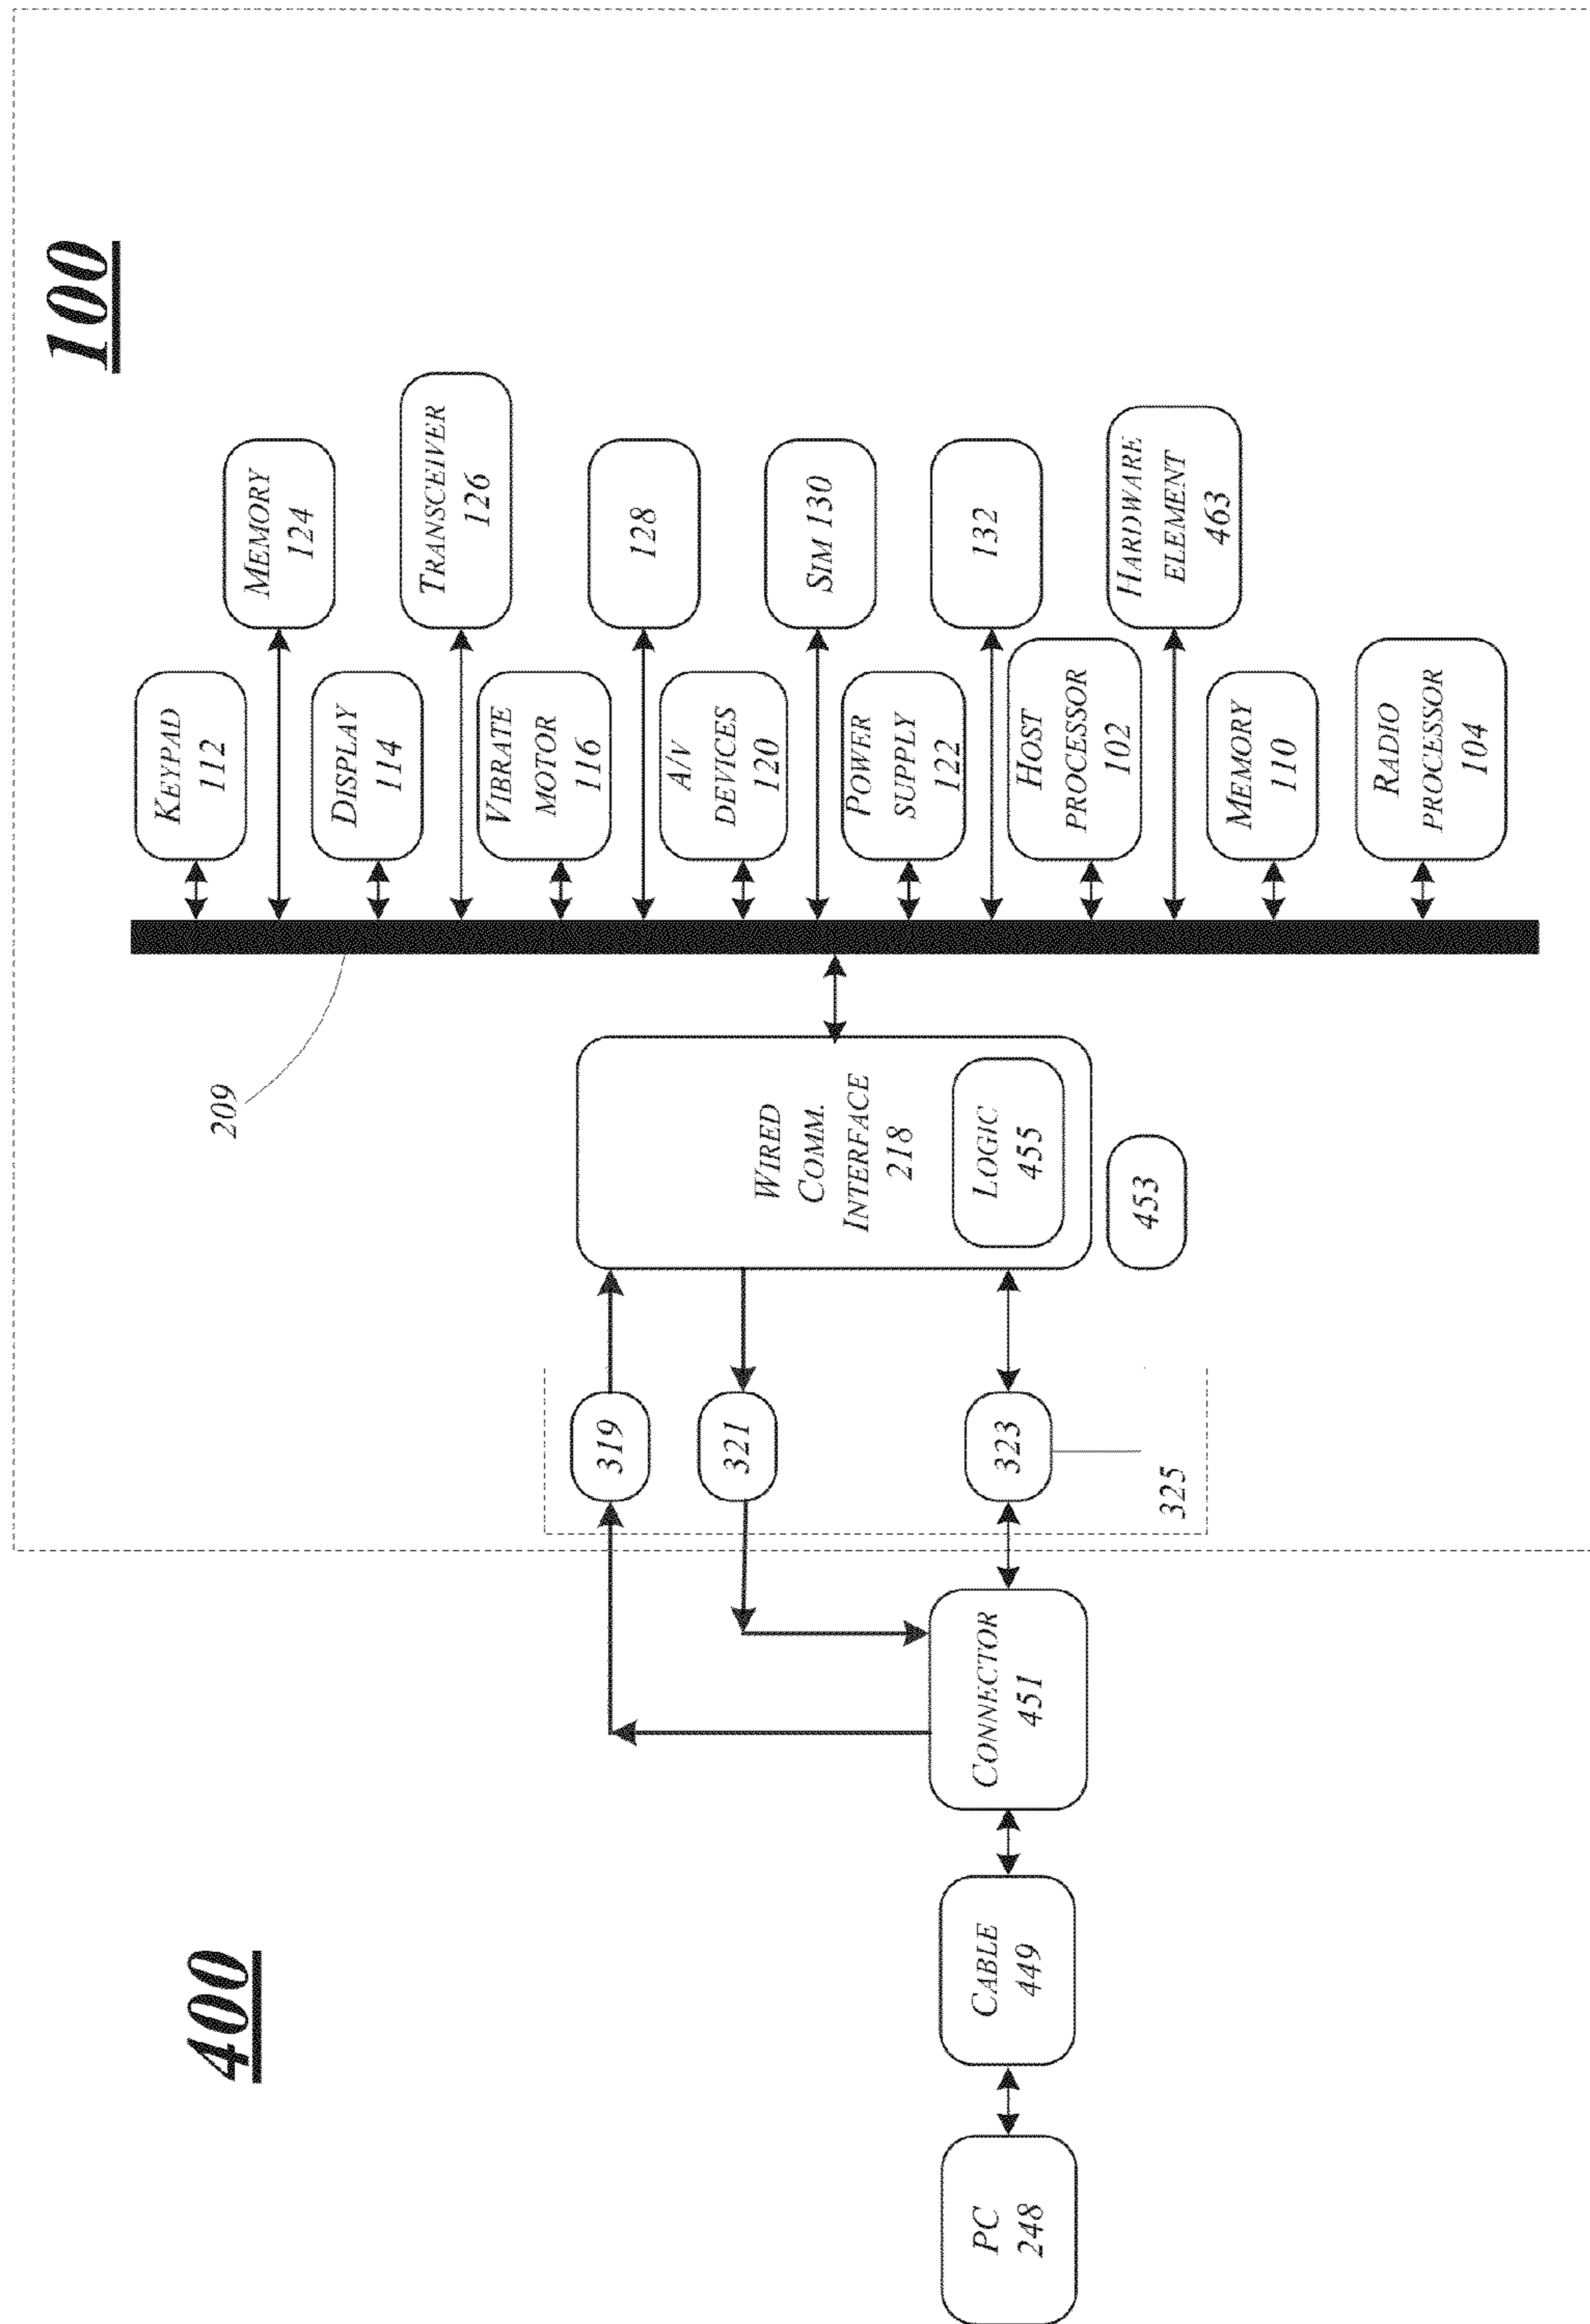 400
100
PC
248
CABLE
449
CONNECTOR
451
319
321
323
325
WIRED
COMM.
INTERFACE
218
LOGIC
455
453
209
KEYPAD
112
MEMORY
124
DISPLAY
114
TRANSCEIVER
126
VIBRATE
MOTOR
116
128
A/V
DEVICES
120
SIM 130
POWER
SUPPLY
122
132
HOST
PROCESSOR
102
HARDWARE
ELEMENT
463
MEMORY
110
RADIO
PROCESSOR
104